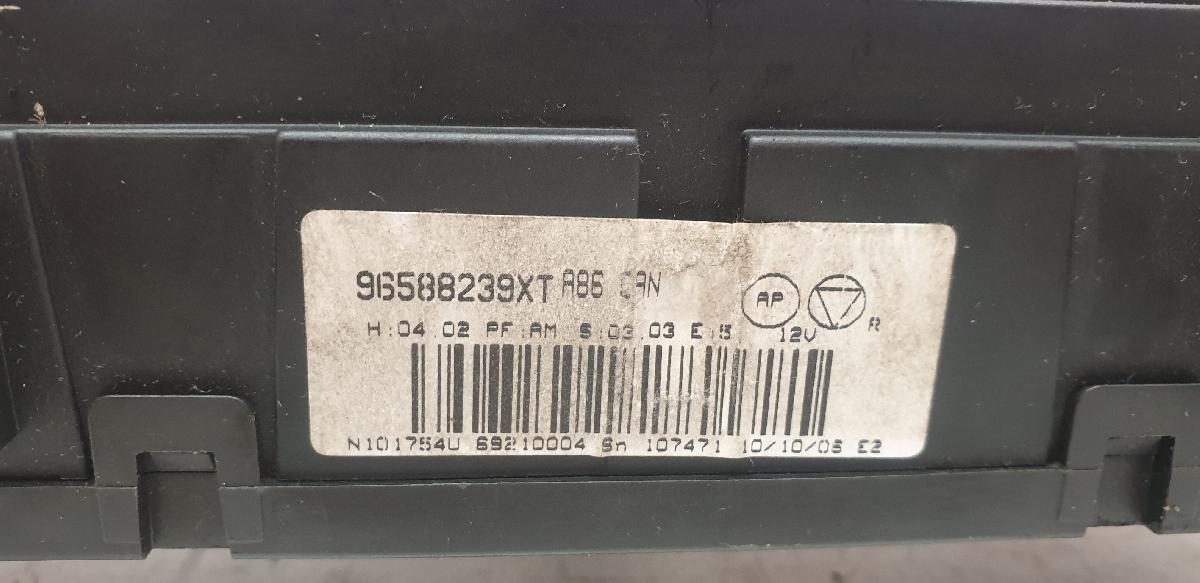 96588239XT A86 CAN
AP
H:04.02 PF.AM S:03.03 E:5 12V R
N101754U 69210004 Sn 107471 10/10/06 E2